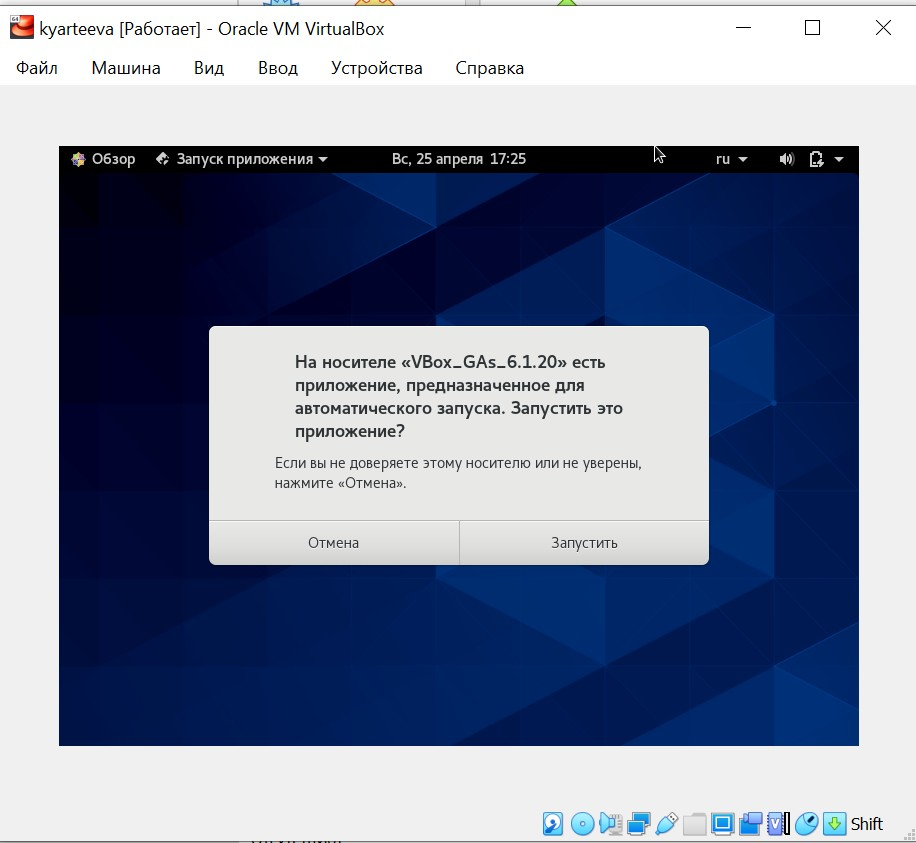 kyarteeva [Работает] - Oracle VM VirtualBox
Файл Машина Вид Ввод Устройства Справка
Обзор Запуск приложения Вс, 25 апреля 17:25 ru
На носителе «VBox_GAs_6.1.20» есть
приложение, предназначенное для
автоматического запуска. Запустить это
приложение?
Если вы не доверяете этому носителю или не уверены,
нажмите «Отмена».
Отмена Запустить
Shift